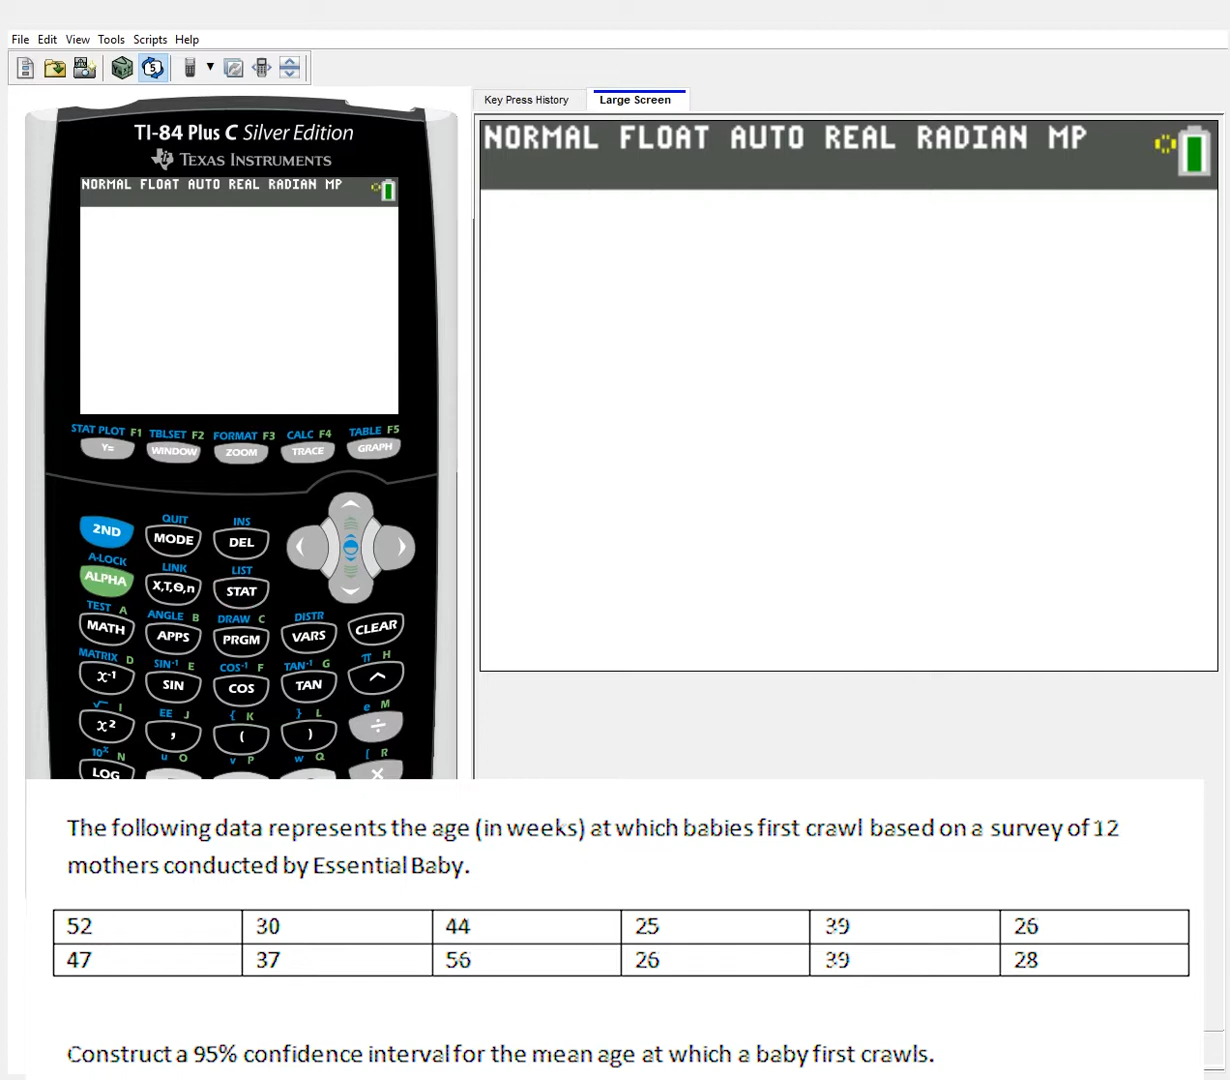 File Edit View Tools Scripts Help
Key Press History Large Screen
TI-84 Plus C Silver Edition
TEXAS INSTRUMENTS
NORMAL FLOAT AUTO REAL RADIAN MP
NORMAL FLOAT AUTO REAL RADIAN MP
STAT PLOT F1 TBLSET F2 FORMAT F3 CALC F4 TABLE F5
Y= WINDOW ZOOM TRACE GRAPH
QUIT INS
2ND MODE DEL
A-LOCK LINK LIST
ALPHA X,T,Θ,n STAT
TEST A ANGLE B DRAW C DISTR
MATH APPS PRGM VARS CLEAR
MATRIX D SIN⁻¹ E COS⁻¹ F TAN⁻¹ G π H
x⁻¹ SIN COS TAN ^
√ I EE J { K } L e M
x² , ( ) ÷
10ˣ N u O v P w Q [ R
LOG ×
The following data represents the age (in weeks) at which babies first crawl based on a survey of 12
mothers conducted by Essential Baby.
52 30 44 25 39 26
47 37 56 26 39 28
Construct a 95% confidence interval for the mean age at which a baby first crawls.